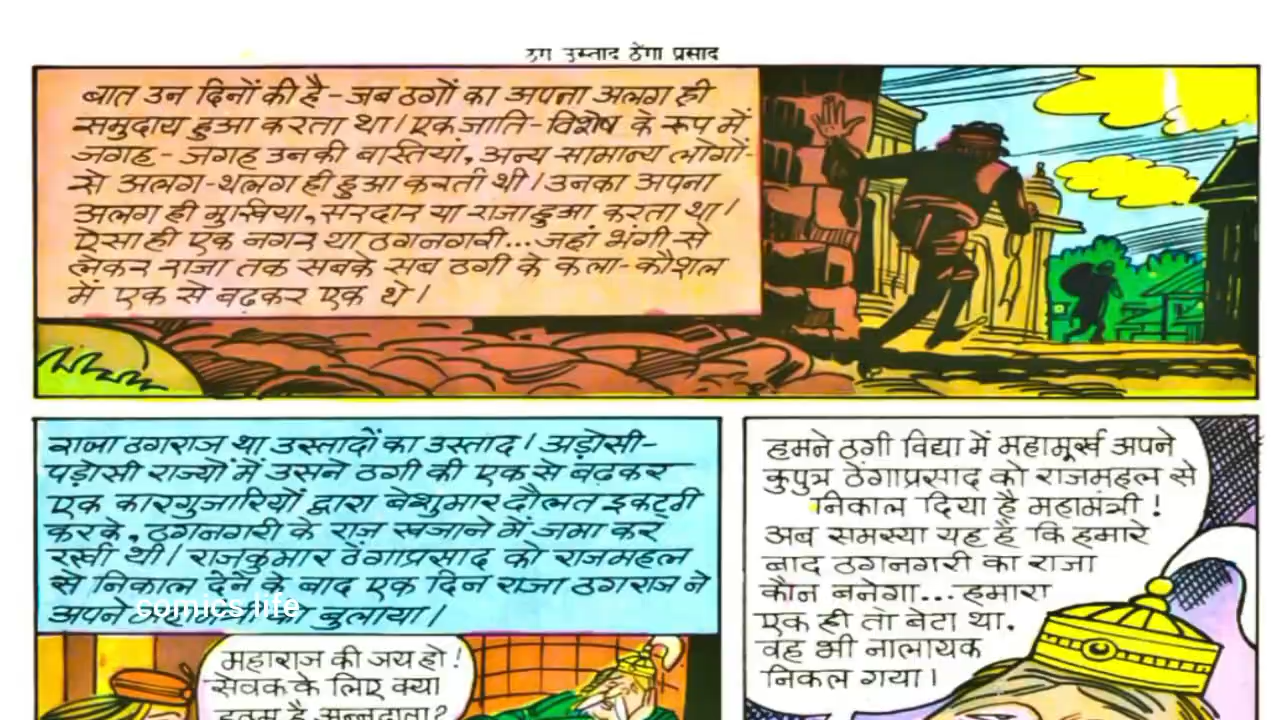 ठग उस्ताद ठेंगा प्रसाद
बात उन दिनों की है - जब ठगों का अपना अलग ही
समुदाय हुआ करता था। एक जाति - विशेष के रूप में
जगह - जगह उनकी बस्तियां, अन्य सामान्य लोगों -
से अलग-थलग ही हुआ करती थी। उनका अपना
अलग ही मुखिया, सरदार या राजा हुआ करता था।
ऐसा ही एक नगर था ठगनगरी... जहां भंगी से
लेकर राजा तक सबके सब ठगी के कला-कौशल
में एक से बढ़कर एक थे।
राजा ठगराज था उस्तादों का उस्ताद। अड़ोसी-
पड़ोसी राज्यों में उसने ठगी की एक से बढ़कर
एक कारगुजारियों द्वारा बेशुमार दौलत इकट्ठी
करके, ठगनगरी के राज खजाने में जमा कर
रखी थी। राजकुमार ठेंगाप्रसाद को राजमहल
से निकाल देने के बाद एक दिन राजा ठगराज ने
अपने को बुलाया।
comics life
महाराज की जय हो!
सेवक के लिए क्या
हुक्म है अन्नदाता?
हमने ठगी विद्या में महामूर्ख अपने
कुपुत्र ठेंगाप्रसाद को राजमहल से
निकाल दिया है महामंत्री!
अब समस्या यह है कि हमारे
बाद ठगनगरी का राजा
कौन बनेगा... हमारा
एक ही तो बेटा था.
वह भी नालायक
निकल गया।